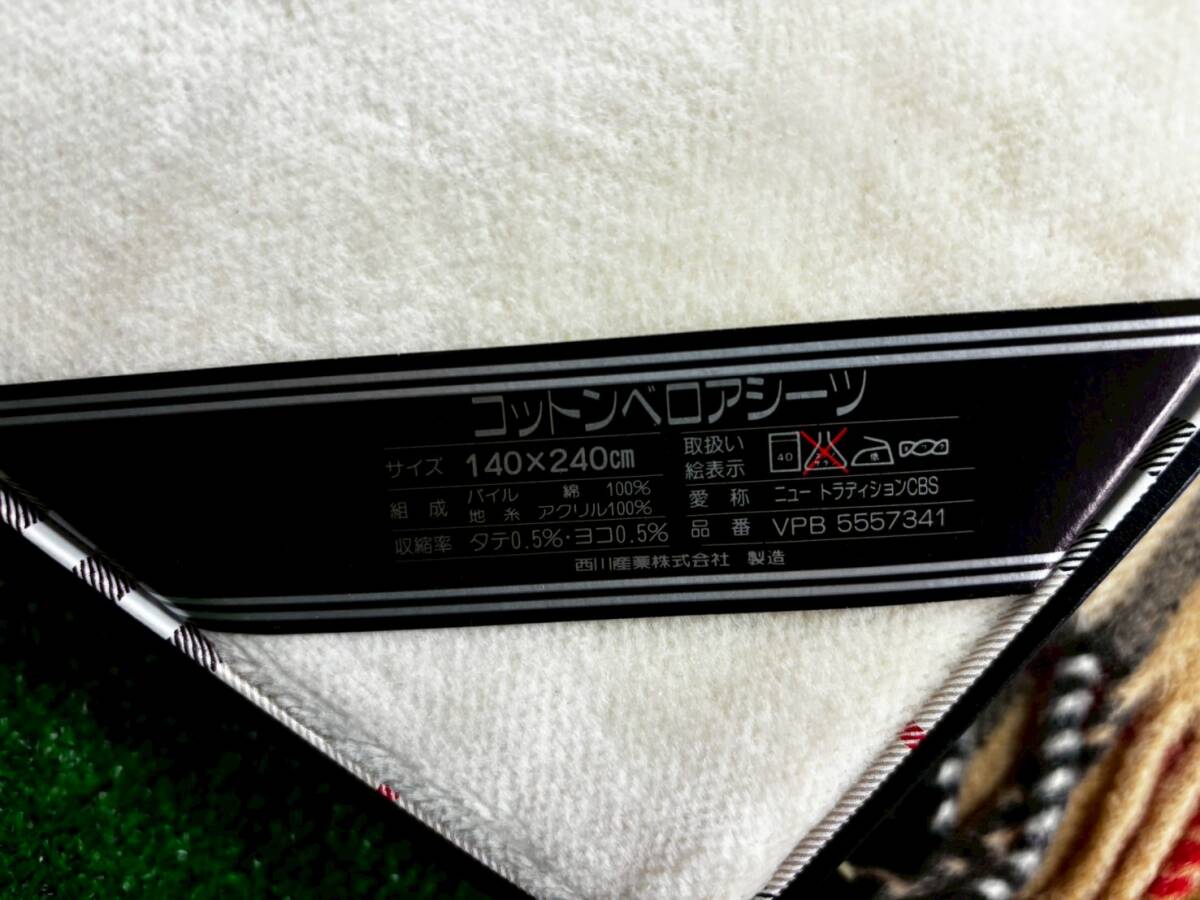 コットンベロアシーツ
サイズ 140×240cm
組成 パイル 綿 100%
地糸 アクリル100%
収縮率 タテ0.5%・ヨコ0.5%
取扱い
絵表示
40
愛称 ニュートラディションCBS
品番 VPB 5557341
西川産業株式会社 製造